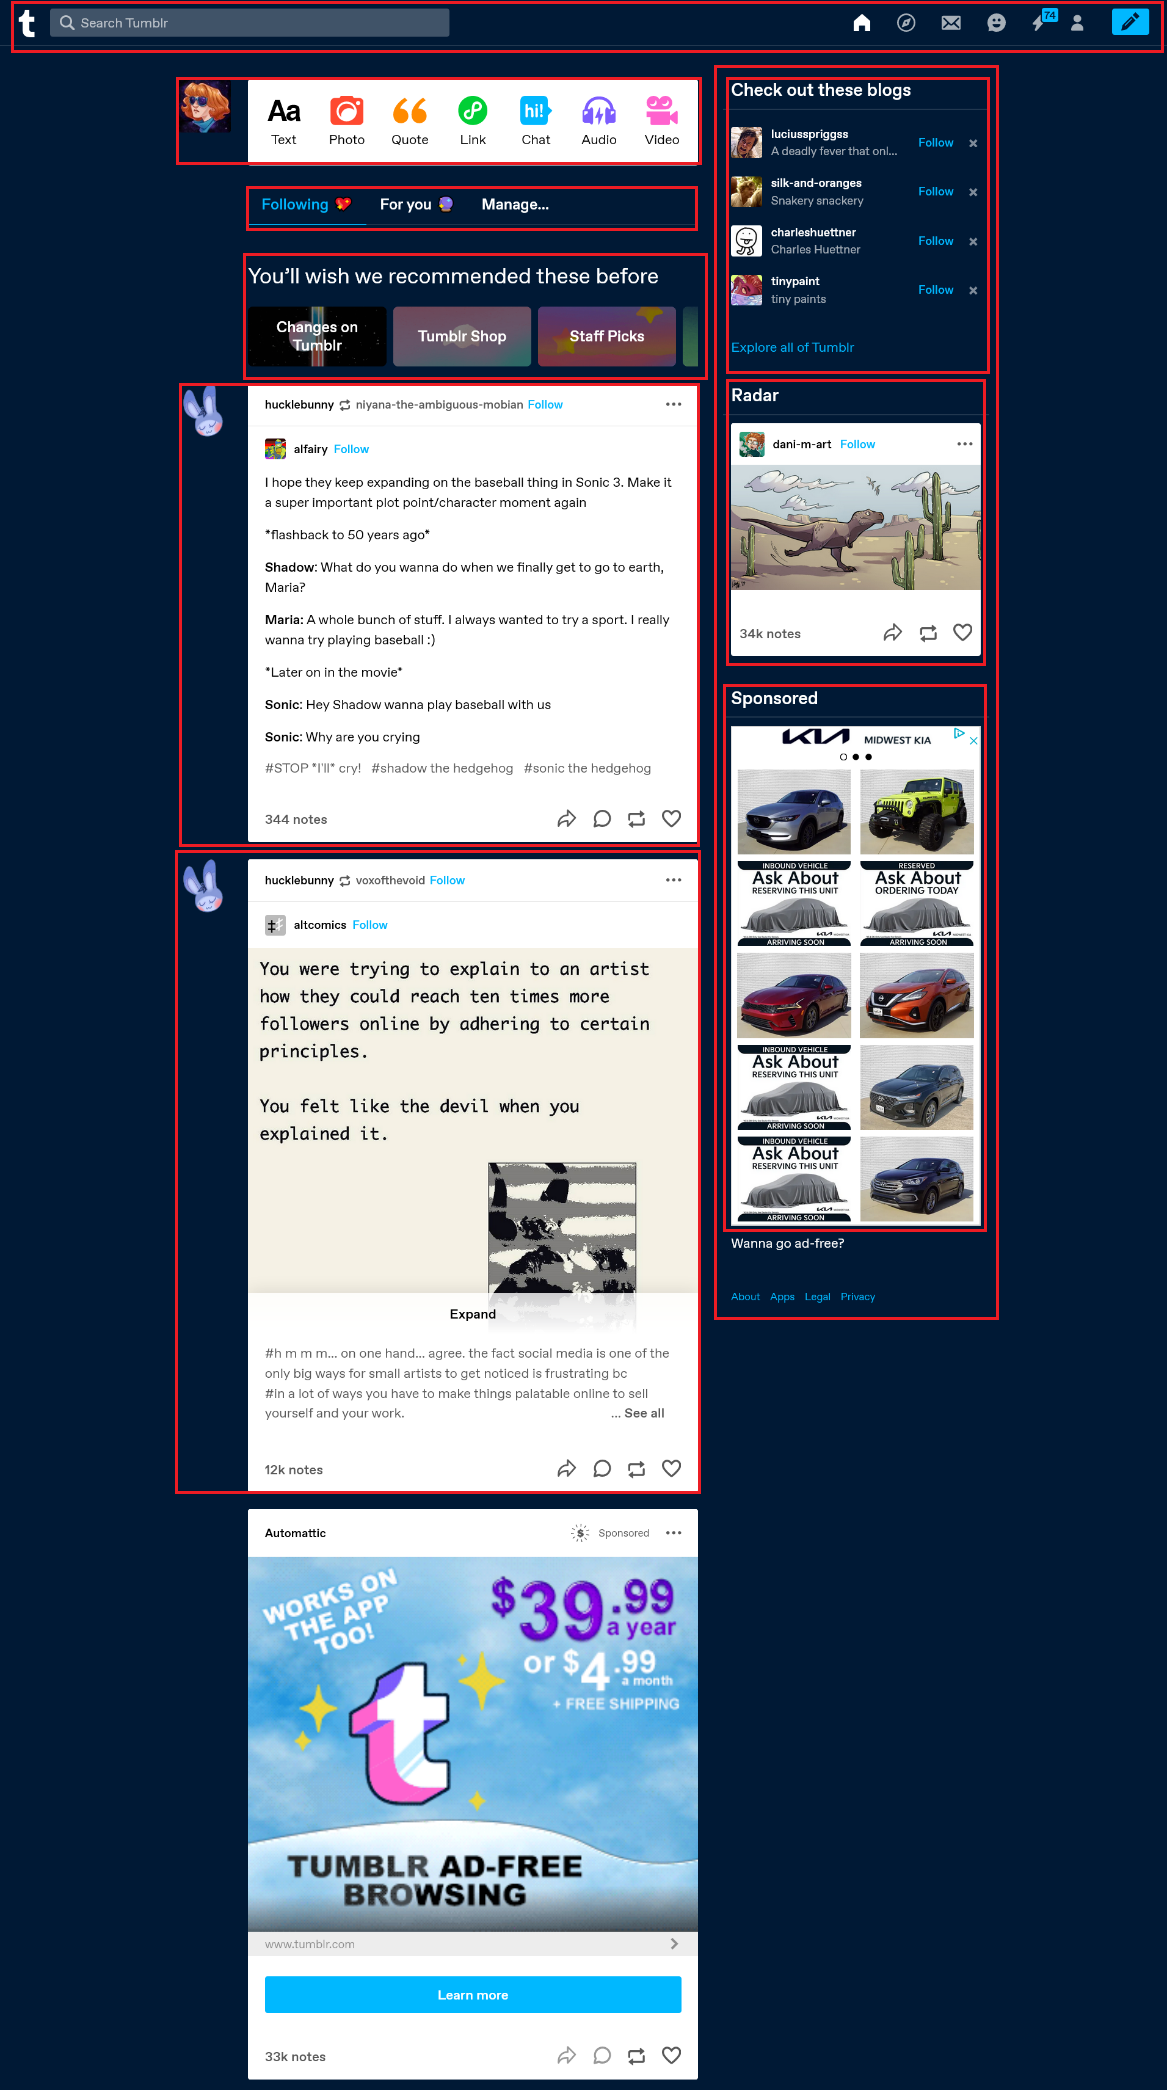 t
Search Tumblr
74
Aa
hi!
Text Photo Quote Link Chat Audio Video
Following For you Manage...
You'll wish we recommended these before
Changes on
Tumblr
Tumblr Shop
Staff Picks
hucklebunny niyana-the-ambiguous-mobian Follow
alfairy Follow
I hope they keep expanding on the baseball thing in Sonic 3. Make it
a super important plot point/character moment again
*flashback to 50 years ago*
Shadow: What do you wanna do when we finally get to go to earth,
Maria?
Maria: A whole bunch of stuff. I always wanted to try a sport. I really
wanna try playing baseball :)
*Later on in the movie*
Sonic: Hey Shadow wanna play baseball with us
Sonic: Why are you crying
#STOP *I'll* cry! #shadow the hedgehog #sonic the hedgehog
344 notes
hucklebunny voxofthevoid Follow
altcomics Follow
You were trying to explain to an artist
how they could reach ten times more
followers online by adhering to certain
principles.
You felt like the devil when you
explained it.
Expand
#h m m m... on one hand... agree. the fact social media is one of the
only big ways for small artists to get noticed is frustrating bc
#in a lot of ways you have to make things palatable online to sell
yourself and your work.
... See all
12k notes
Automattic
$ Sponsored
WORKS ON
THE APP
TOO!
$39.99
a year
or $4.99
a month
+ FREE SHIPPING
t
TUMBLR AD-FREE
BROWSING
www.tumblr.com
Learn more
33k notes
Check out these blogs
luciusspriggss
A deadly fever that onl...
Follow
silk-and-oranges
Snakery snackery
Follow
charleshuettner
Charles Huettner
Follow
tinypaint
tiny paints
Follow
Explore all of Tumblr
Radar
dani-m-art Follow
34k notes
Sponsored
KIA MIDWEST KIA
INBOUND VEHICLE
Ask About
RESERVING THIS UNIT
KIA
ARRIVING SOON
RESERVED
Ask About
ORDERING TODAY
KIA
ARRIVING SOON
INBOUND VEHICLE
Ask About
RESERVING THIS UNIT
KIA
ARRIVING SOON
INBOUND VEHICLE
Ask About
RESERVING THIS UNIT
KIA
ARRIVING SOON
Wanna go ad-free?
About Apps Legal Privacy